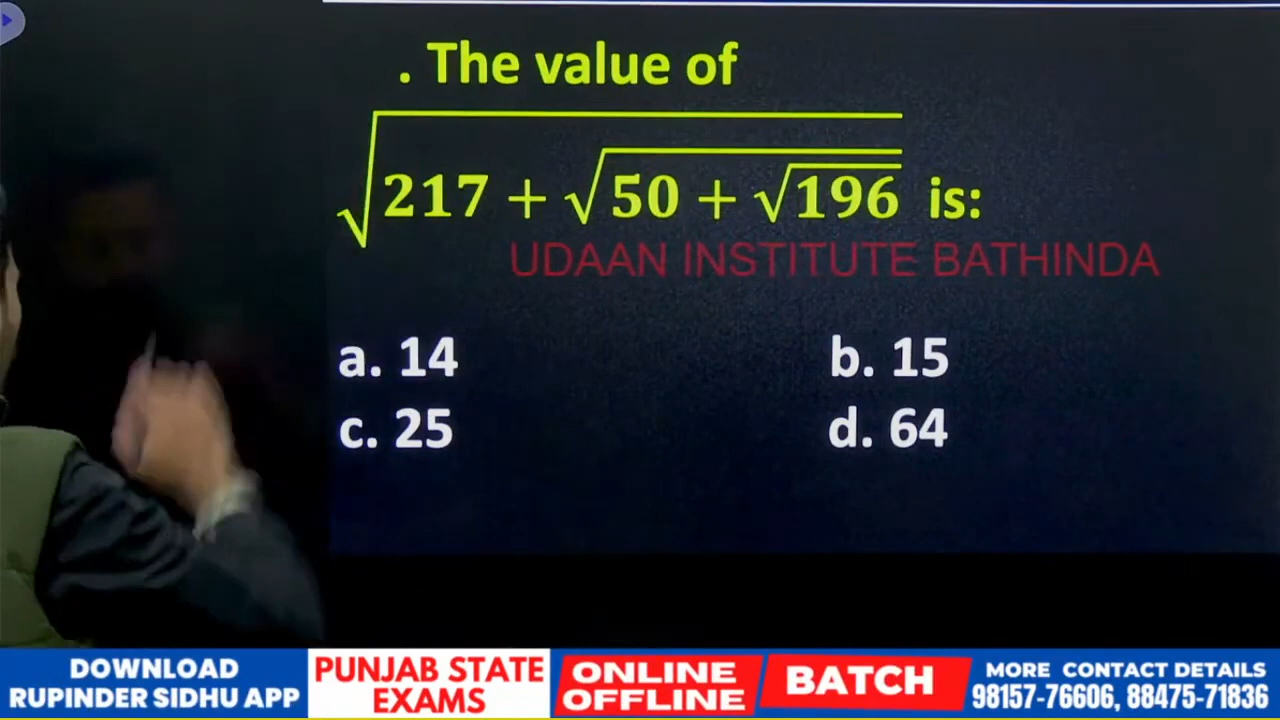 . The value of
√217 + √50 + √196 is:
UDAAN INSTITUTE BATHINDA
a. 14
b. 15
c. 25
d. 64
DOWNLOAD
RUPINDER SIDHU APP
PUNJAB STATE
EXAMS
ONLINE
OFFLINE
BATCH
MORE CONTACT DETAILS
98157-76606, 88475-71836